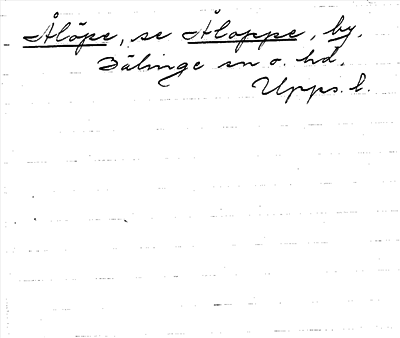 Ålöpe, se Åloppe, by,
Bälinge sn o. hd,
Upps. l.